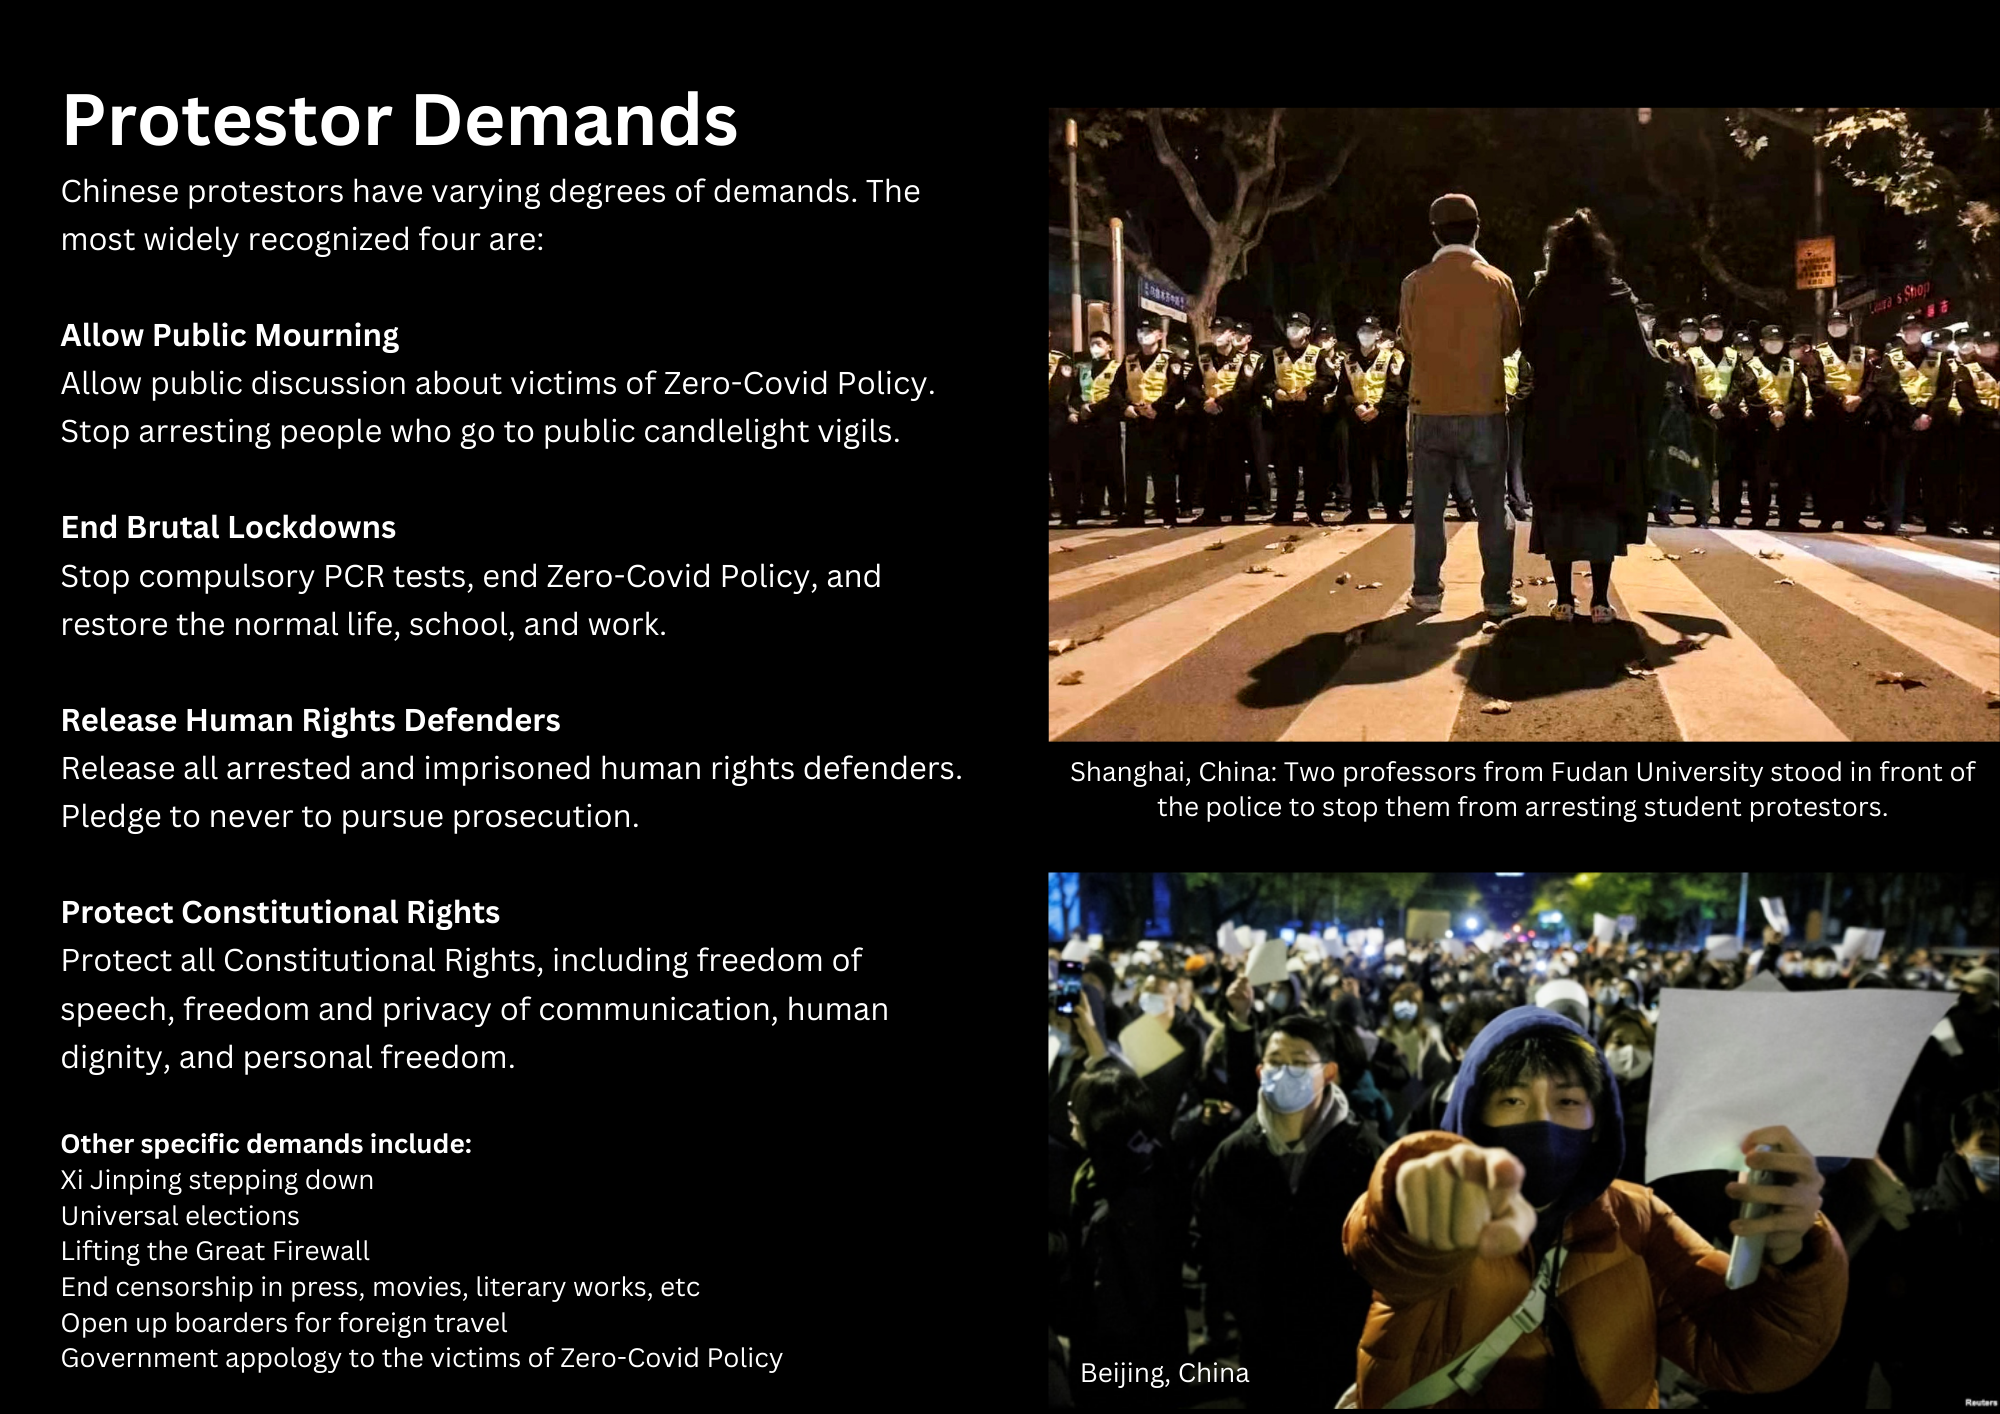 Protestor Demands
Chinese protestors have varying degrees of demands. The
most widely recognized four are:
Allow Public Mourning
Allow public discussion about victims of Zero-Covid Policy.
Stop arresting people who go to public candlelight vigils.
End Brutal Lockdowns
Stop compulsory PCR tests, end Zero-Covid Policy, and
restore the normal life, school, and work.
Release Human Rights Defenders
Release all arrested and imprisoned human rights defenders.
Pledge to never to pursue prosecution.
Protect Constitutional Rights
Protect all Constitutional Rights, including freedom of
speech, freedom and privacy of communication, human
dignity, and personal freedom.
Other specific demands include:
Xi Jinping stepping down
Universal elections
Lifting the Great Firewall
End censorship in press, movies, literary works, etc
Open up boarders for foreign travel
Government appology to the victims of Zero-Covid Policy
Shop
Shanghai, China: Two professors from Fudan University stood in front of
the police to stop them from arresting student protestors.
Beijing, China
Reuters